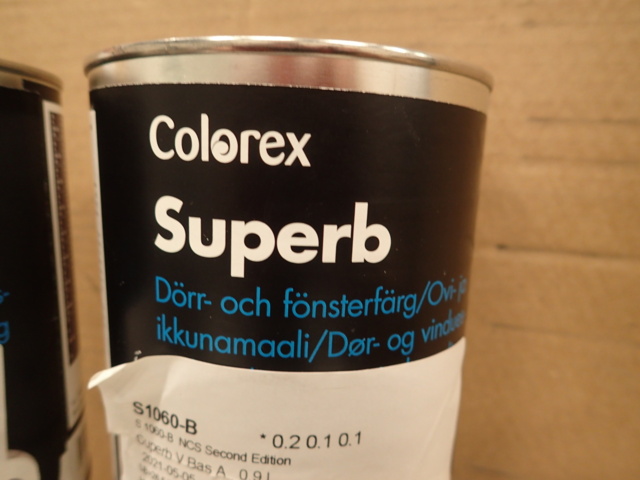 Colorex
Superb
Dörr- och fönsterfärg/Ovi- ja
ikkunamaali/Dør- og vindues
S1060-B
* 0.2 0.1 0.1
S 1060-B NCS Second Edition
Superb V Bas A 0.9 L
2021-05-05